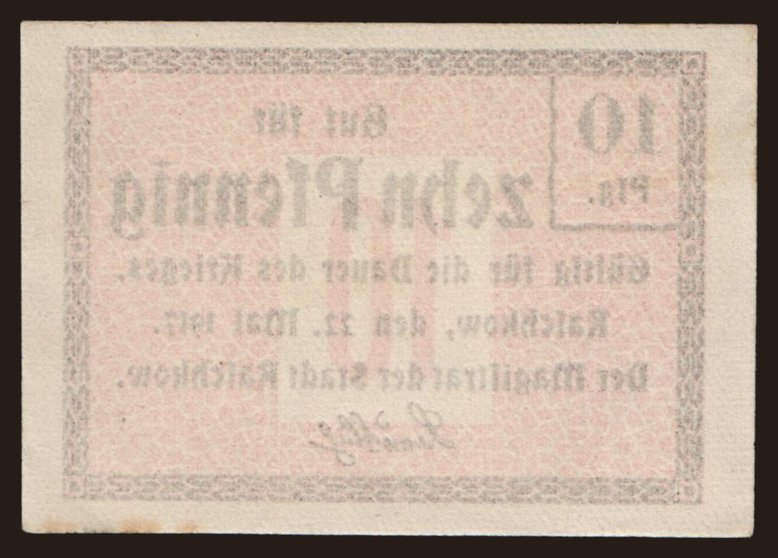 10
Pfg.
Gut für
zehn Pfennig
Gültig für die Dauer des Krieges.
Raschkow, den 22. Mai 1917.
Der Magistrat der Stadt Raschkow.
10